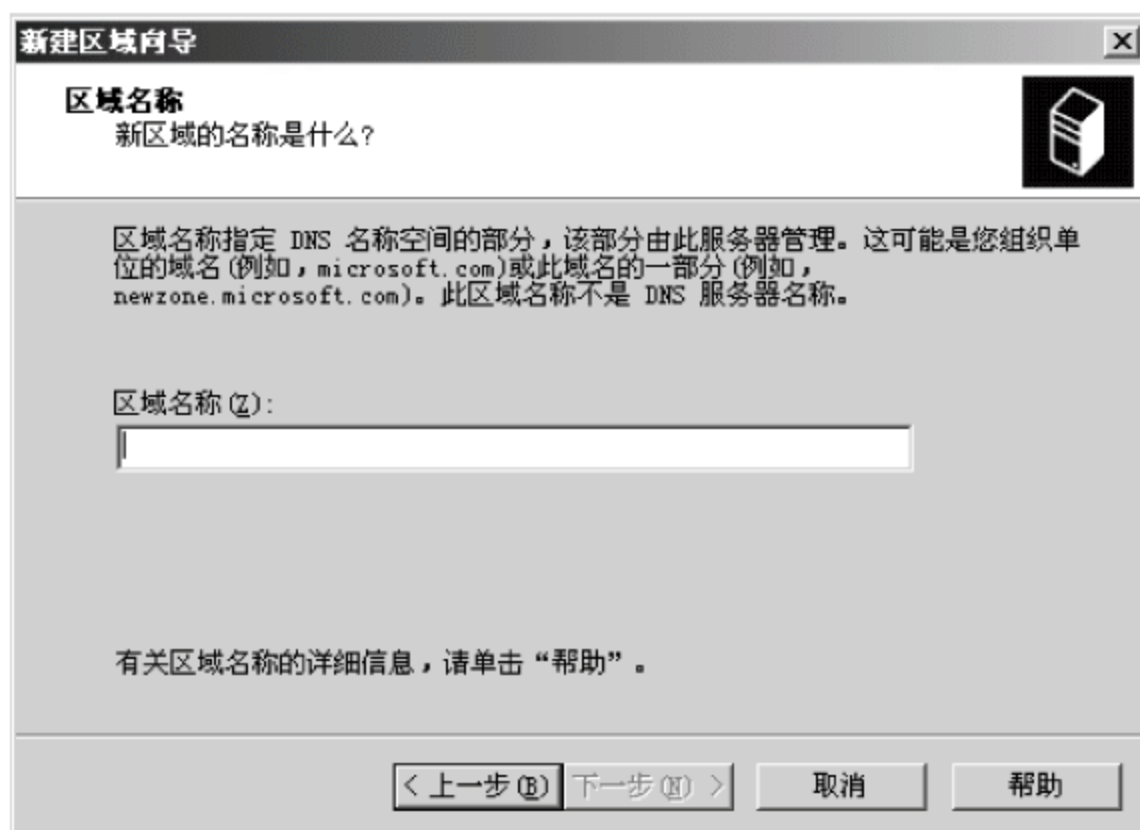 新建区域向导
区域名称
新区域的名称是什么?
区域名称指定 DNS 名称空间的部分,该部分由此服务器管理。这可能是您组织单
位的域名(例如,microsoft.com)或此域名的一部分(例如,
newzone.microsoft.com)。此区域名称不是 DNS 服务器名称。
区域名称(Z):
有关区域名称的详细信息,请单击“帮助”。
< 上一步(B) 下一步(N) > 取消 帮助